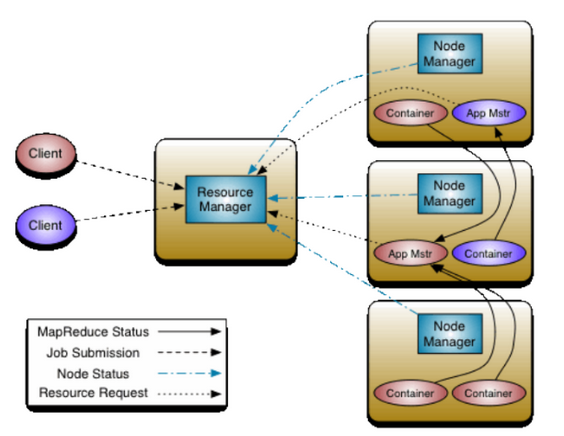 Node
Manager
Container
App Mstr
Client
Resource
Manager
Node
Manager
Client
App Mstr
Container
MapReduce Status
Job Submission
Node Status
Resource Request
Node
Manager
Container
Container